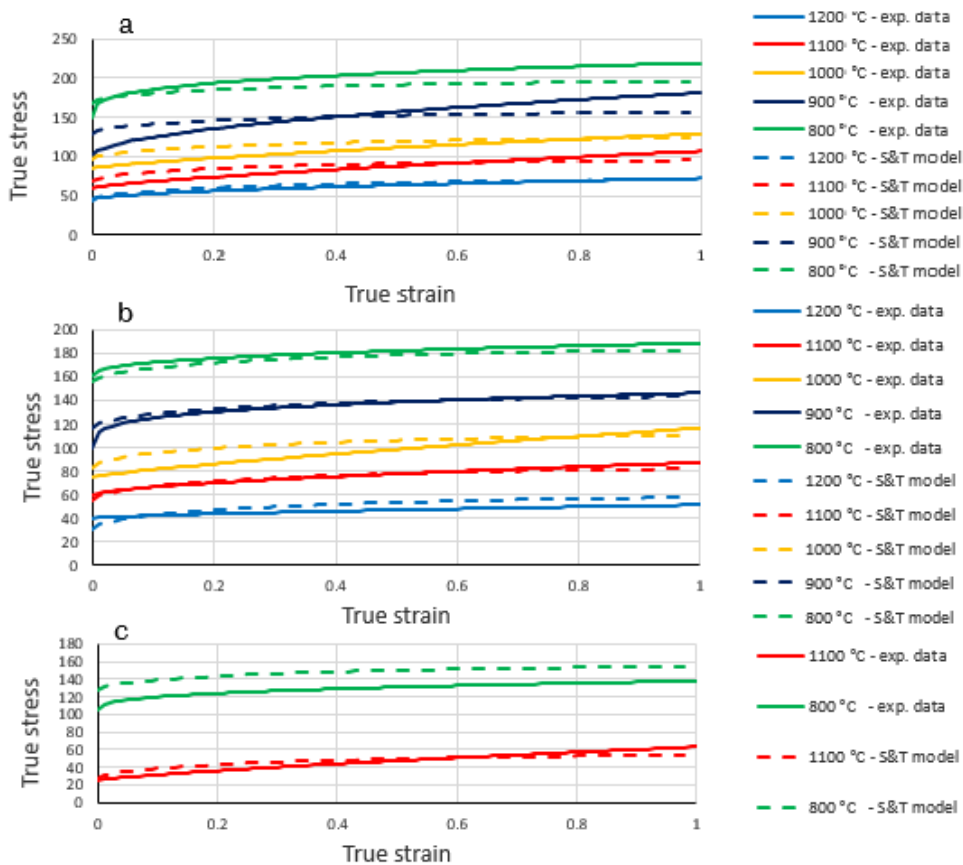 a
250
200
150
100
50
0
True stress
0 0.2 0.4 0.6 0.8 1
True strain
1200 °C - exp. data
1100 °C - exp. data
1000 °C - exp. data
900 °C - exp. data
800 °C - exp. data
1200 °C - S&T model
1100 °C - S&T model
1000 °C - S&T model
900 °C - S&T model
800 °C - S&T model
b
200
180
160
140
120
100
80
60
40
20
0
True stress
0 0.2 0.4 0.6 0.8 1
True strain
1200 °C - exp. data
1100 °C - exp. data
1000 °C - exp. data
900 °C - exp. data
800 °C - exp. data
1200 °C - S&T model
1100 °C - S&T model
1000 °C - S&T model
900 °C - S&T model
800 °C - S&T model
c
180
160
140
120
100
80
60
40
20
0
True stress
0 0.2 0.4 0.6 0.8 1
True strain
1100 °C - exp. data
800 °C - exp. data
1100 °C - S&T model
800 °C - S&T model